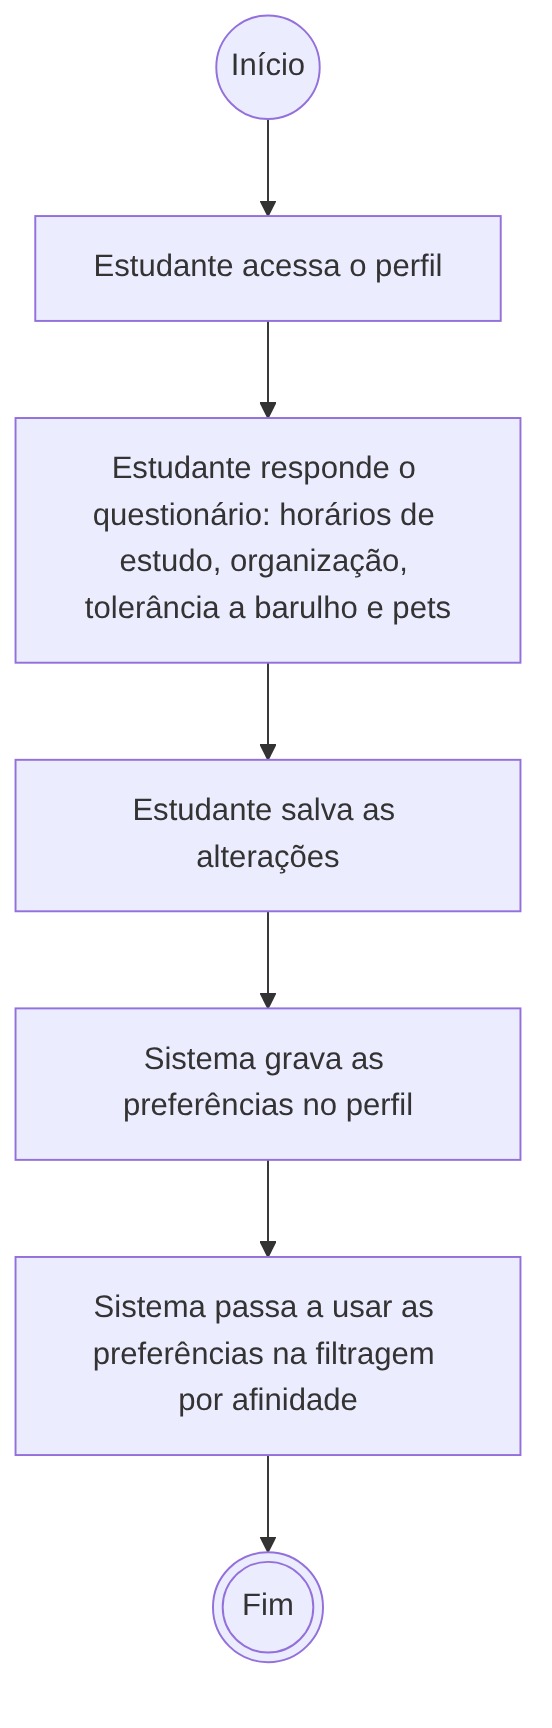 Início
Estudante acessa o perfil
Estudante responde o
questionário: horários de
estudo, organização,
tolerância a barulho e pets
Estudante salva as
alterações
Sistema grava as
preferências no perfil
Sistema passa a usar as
preferências na filtragem
por afinidade
Fim